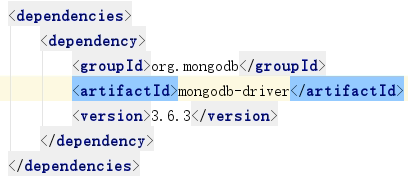 <dependencies>
<dependency>
<groupId>org.mongodb</groupId>
<artifactId>mongodb-driver</artifactId>
<version>3.6.3</version>
</dependency>
</dependencies>